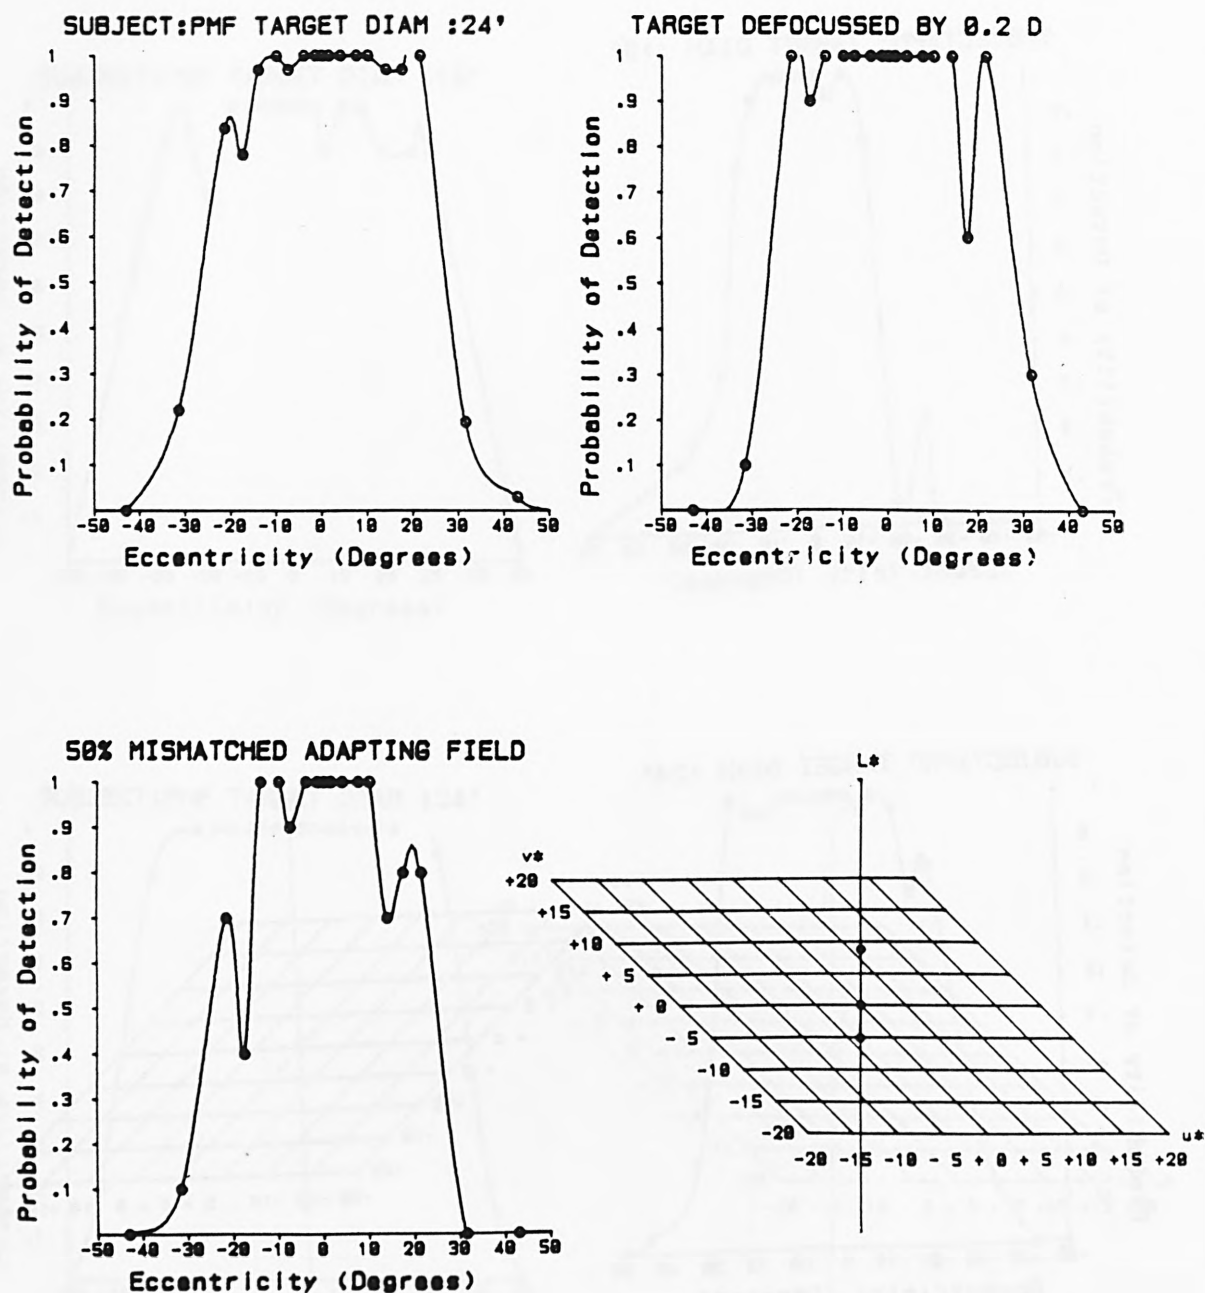 SUBJECT:PMF TARGET DIAM :24'
1
.9
.8
.7
.6
.5
.4
.3
.2
.1
Probability of Detection
-50 -40 -30 -20 -10 0 10 20 30 40 50
Eccentricity (Degrees)
TARGET DEFOCUSSED BY 0.2 D
1
.9
.8
.7
.6
.5
.4
.3
.2
.1
Probability of Detection
-50 -40 -30 -20 -10 0 10 20 30 40 50
Eccentricity (Degrees)
50% MISMATCHED ADAPTING FIELD
1
.9
.8
.7
.6
.5
.4
.3
.2
.1
Probability of Detection
-50 -40 -30 -20 -10 0 10 20 30 40 50
Eccentricity (Degrees)
L*
v*
+20
+15
+10
+ 5
+ 0
- 5
-10
-15
-20
u*
-20 -15 -10 - 5 + 0 + 5 +10 +15 +20